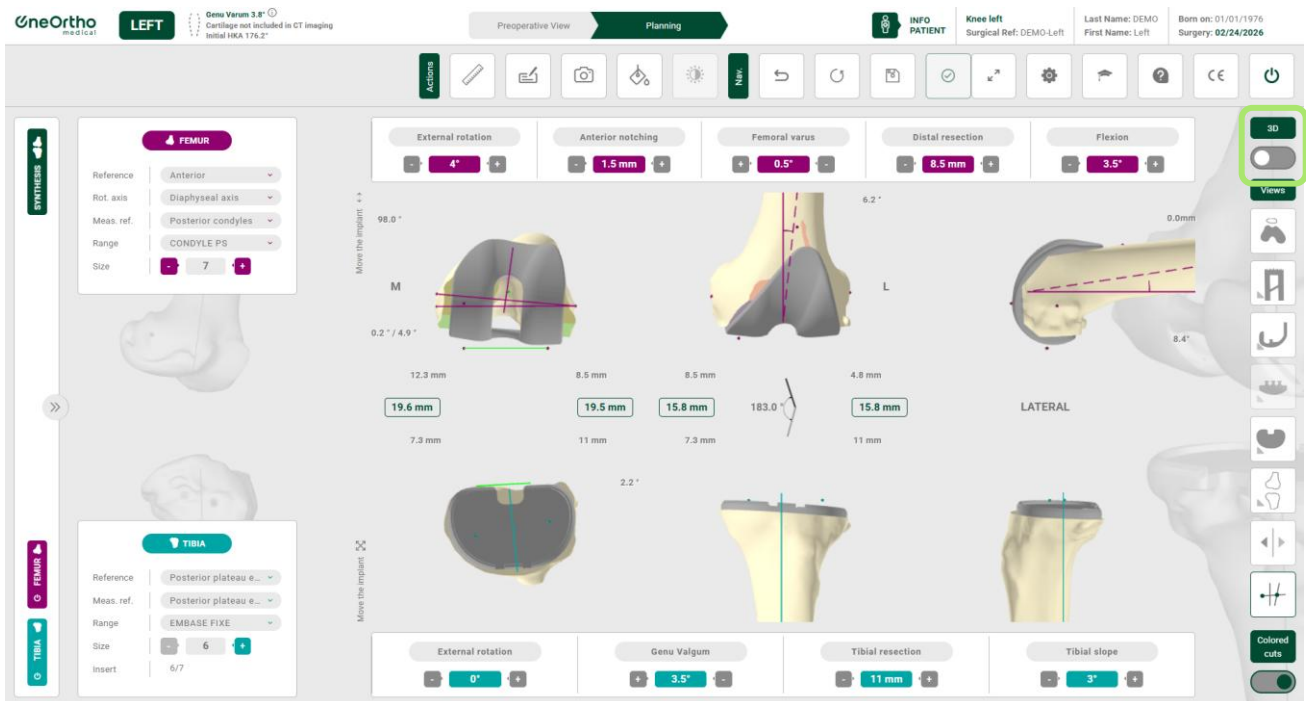 OneOrtho
medical
LEFT
Genu Varum 3.8°
Cartilage not included in CT imaging
Initial HKA 176.2°
Preoperative View
Planning
INFO
PATIENT
Knee left
Surgical Ref: DEMO-Left
Last Name: DEMO
First Name: Left
Born on: 01/01/1976
Surgery: 02/24/2026
Actions
Nav.
CE
SYNTHESIS
FEMUR
Reference Anterior
Rot. axis Diaphyseal axis
Meas. ref. Posterior condyles
Range CONDYLE PS
Size - 7 +
External rotation
- 4° +
Anterior notching
- 1.5 mm +
Femoral varus
+ 0.5° -
Distal resection
- 8.5 mm +
Flexion
- 3.5° +
3D
Views
Move the implant
98.0 °
6.2 °
0.0mm
M
L
0.2 ° / 4.9 °
8.4°
12.3 mm 8.5 mm 8.5 mm 4.8 mm
19.6 mm 19.5 mm 15.8 mm 183.0 ° 15.8 mm LATERAL
7.3 mm 11 mm 7.3 mm 11 mm
2.2 °
Move the implant
FEMUR
TIBIA
TIBIA
Reference Posterior plateau e...
Meas. ref. Posterior plateau e...
Range EMBASE FIXE
Size - 6 +
Insert 6/7
External rotation
- 0° +
Genu Valgum
+ 3.5° -
Tibial resection
- 11 mm +
Tibial slope
- 3° +
Colored
cuts